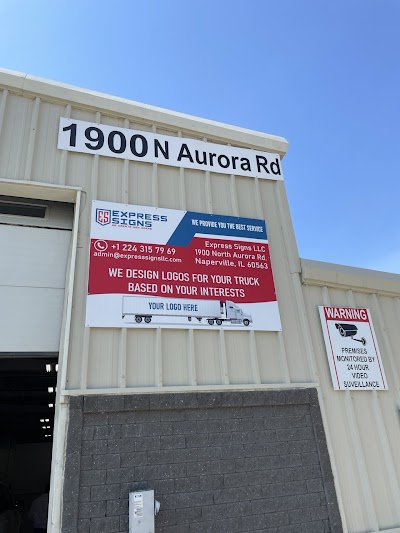 1900 N Aurora Rd
ES
EXPRESS
SIGNS
WE PROVIDE YOU THE BEST SERVICE
+1 224 315 79 69
admin@expresssignsllc.com
Express Signs LLC
1900 North Aurora Rd.
Naperville, IL 60563
WE DESIGN LOGOS FOR YOUR TRUCK
BASED ON YOUR INTERESTS
YOUR LOGO HERE
WARNING
PREMISES
MONITORED BY
24 HOUR
VIDEO
SUVEILLANCE